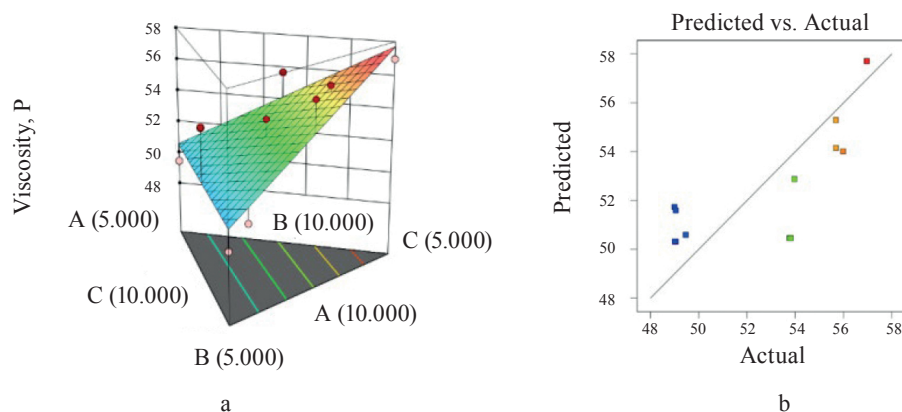 58
56
54
52
50
48
Viscosity, P
A (5.000)
B (10.000)
C (5.000)
C (10.000)
A (10.000)
B (5.000)
a
Predicted vs. Actual
58
56
54
52
50
48
Predicted
48 50 52 54 56 58
Actual
b